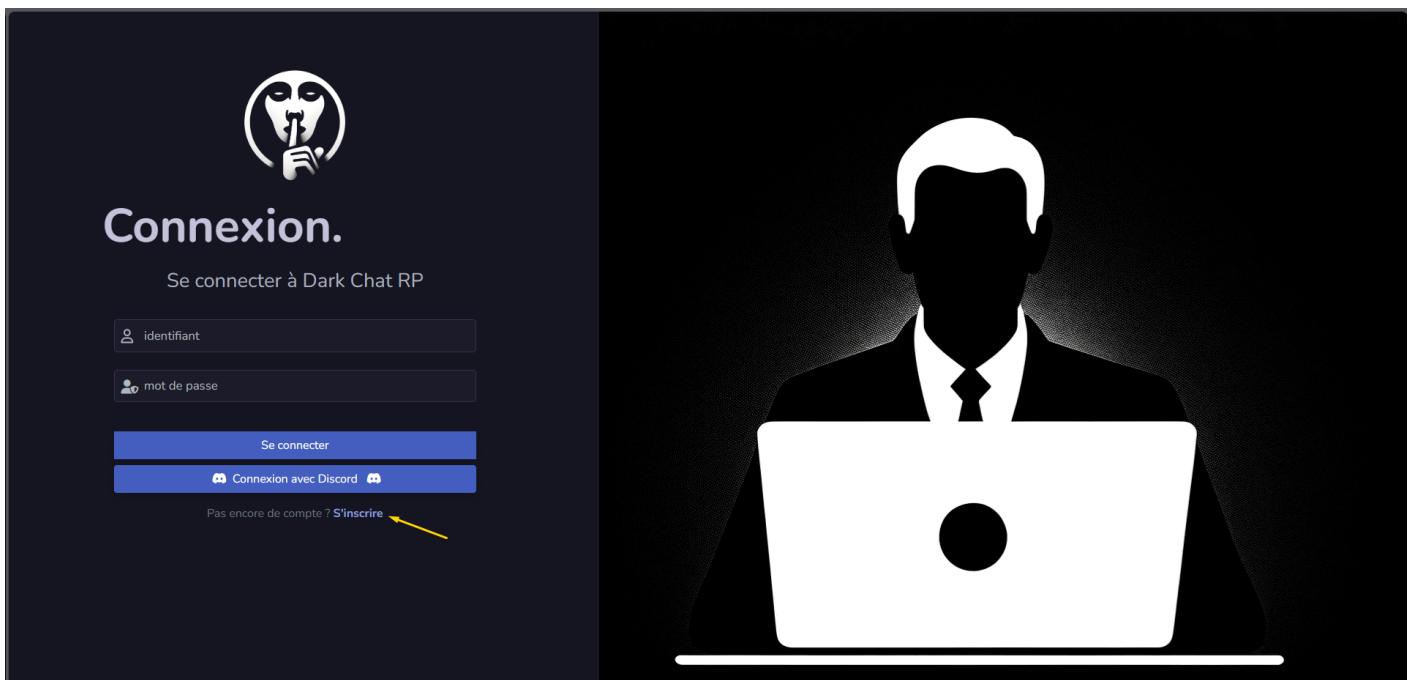 Connexion.
Se connecter à Dark Chat RP
identifiant
mot de passe
Se connecter
Connexion avec Discord
Pas encore de compte ? S'inscrire